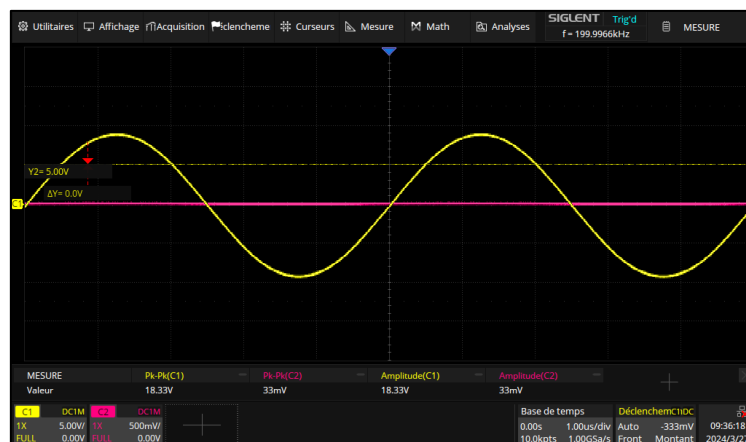 Utilitaires Affichage Acquisition clencheme Curseurs Mesure Math Analyses SIGLENT Trig'd MESURE
f = 199.9966kHz
Y2= 5.00V
ΔY= 0.0V
C1
MESURE Pk-Pk(C1) Pk-Pk(C2) Amplitude(C1) Amplitude(C2)
Valeur 18.33V 33mV 18.33V 33mV
C1 DC1M C2 DC1M Base de temps DéclenchemC1DC
1X 5.00V/ 1X 500mV/ 0.00s 1.00us/div Auto -333mV 09:36:18
FULL 0.00V FULL 0.00V 10.0kpts 1.00GSa/s Front Montant